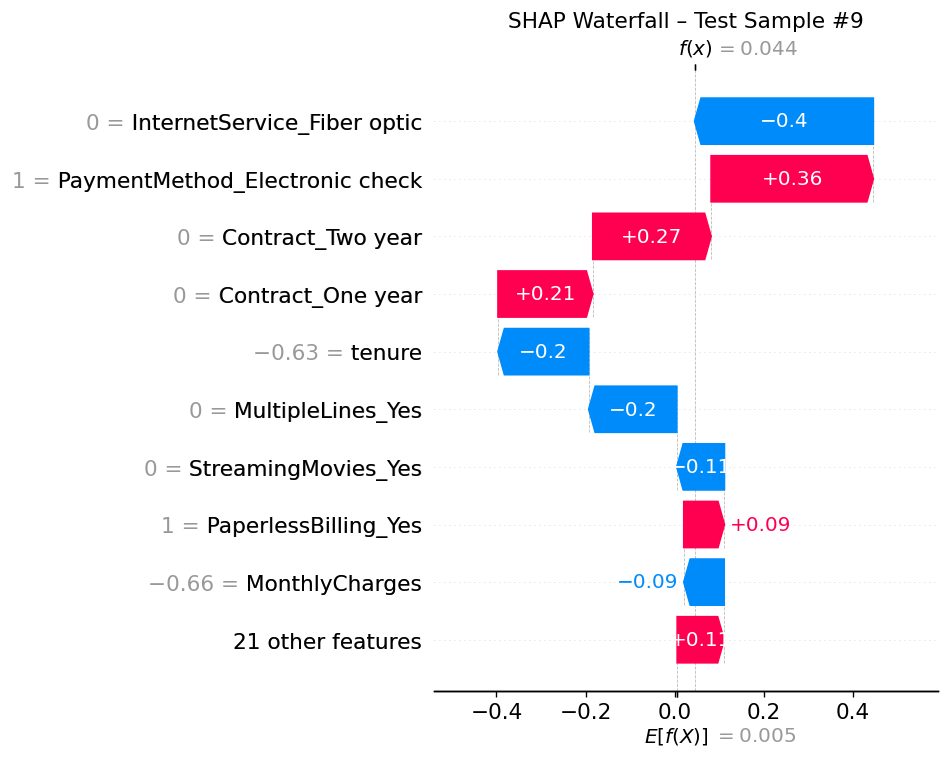 SHAP Waterfall – Test Sample #9
f(x) = 0.044
0 = InternetService_Fiber optic −0.4
1 = PaymentMethod_Electronic check +0.36
0 = Contract_Two year +0.27
0 = Contract_One year +0.21
−0.63 = tenure −0.2
0 = MultipleLines_Yes −0.2
0 = StreamingMovies_Yes −0.11
1 = PaperlessBilling_Yes +0.09
−0.66 = MonthlyCharges −0.09
21 other features +0.11
−0.4 −0.2 0.0 0.2 0.4
E[f(X)] = 0.005